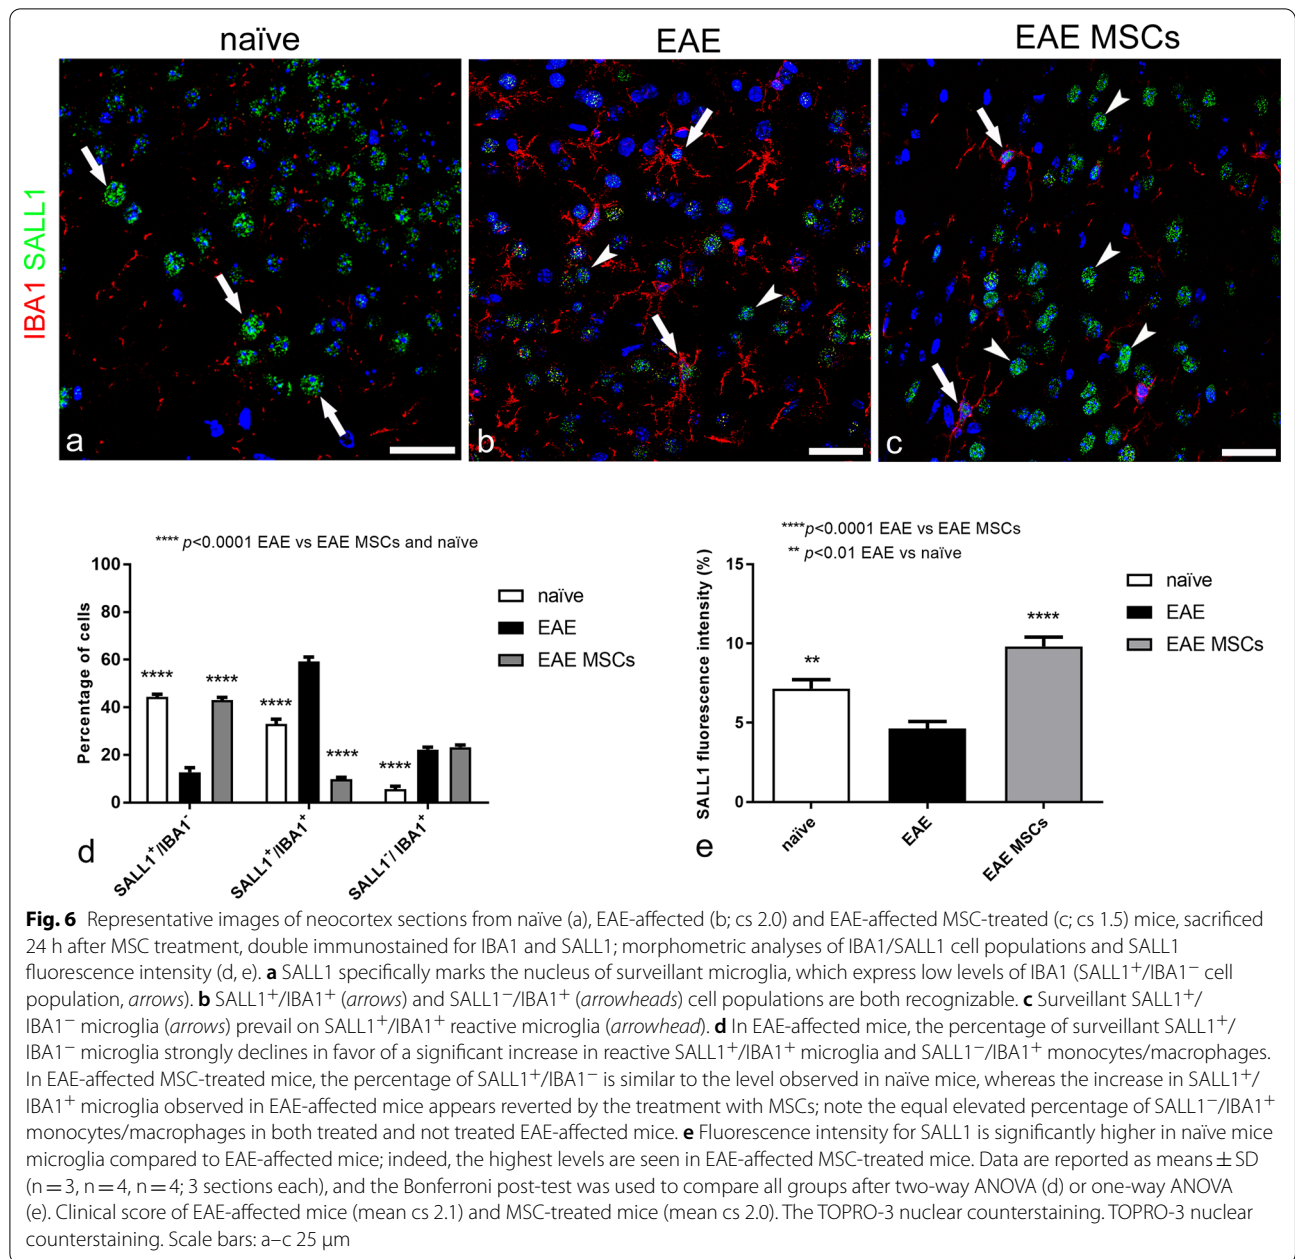 naïve
EAE
EAE MSCs
IBA1 SALL1
a
b
c
**** p<0.0001 EAE vs EAE MSCs and naïve
100
80
60
40
20
0
Percentage of cells
****
****
****
****
****
naïve
EAE
EAE MSCs
SALL1⁺/IBA1⁻
SALL1⁺/IBA1⁺
SALL1⁻/ IBA1⁺
d
****p<0.0001 EAE vs EAE MSCs
** p<0.01 EAE vs naïve
15
10
5
0
SALL1 fluorescence intensity (%)
**
****
naïve
EAE
EAE MSCs
naïve
EAE
EAE MSCs
e
Fig. 6 Representative images of neocortex sections from naïve (a), EAE-affected (b; cs 2.0) and EAE-affected MSC-treated (c; cs 1.5) mice, sacrificed
24 h after MSC treatment, double immunostained for IBA1 and SALL1; morphometric analyses of IBA1/SALL1 cell populations and SALL1
fluorescence intensity (d, e). a SALL1 specifically marks the nucleus of surveillant microglia, which express low levels of IBA1 (SALL1⁺/IBA1⁻ cell
population, arrows). b SALL1⁺/IBA1⁺ (arrows) and SALL1⁻/IBA1⁺ (arrowheads) cell populations are both recognizable. c Surveillant SALL1⁺/
IBA1⁻ microglia (arrows) prevail on SALL1⁺/IBA1⁺ reactive microglia (arrowhead). d In EAE-affected mice, the percentage of surveillant SALL1⁺/
IBA1⁻ microglia strongly declines in favor of a significant increase in reactive SALL1⁺/IBA1⁺ microglia and SALL1⁻/IBA1⁺ monocytes/macrophages.
In EAE-affected MSC-treated mice, the percentage of SALL1⁺/IBA1⁻ is similar to the level observed in naïve mice, whereas the increase in SALL1⁺/
IBA1⁺ microglia observed in EAE-affected mice appears reverted by the treatment with MSCs; note the equal elevated percentage of SALL1⁻/IBA1⁺
monocytes/macrophages in both treated and not treated EAE-affected mice. e Fluorescence intensity for SALL1 is significantly higher in naïve mice
microglia compared to EAE-affected mice; indeed, the highest levels are seen in EAE-affected MSC-treated mice. Data are reported as means ± SD
(n = 3, n = 4, n = 4; 3 sections each), and the Bonferroni post-test was used to compare all groups after two-way ANOVA (d) or one-way ANOVA
(e). Clinical score of EAE-affected mice (mean cs 2.1) and MSC-treated mice (mean cs 2.0). The TOPRO-3 nuclear counterstaining. TOPRO-3 nuclear
counterstaining. Scale bars: a–c 25 µm